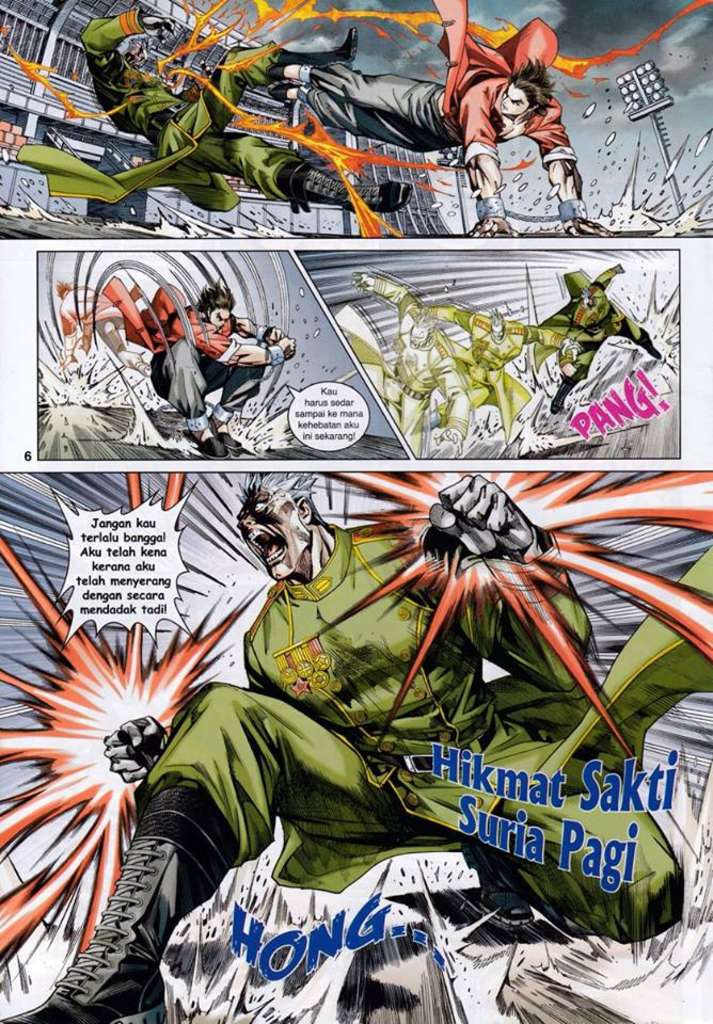 Kau
harus sedar
sampai ke mana
kehebatan aku
ini sekarang!
PANG!
6
Jangan kau
terlalu bangga!
Aku telah kena
kerana aku
telah menyerang
dengan secara
mendadak tadi!
Hikmat Sakti
Suria Pagi
HONG...